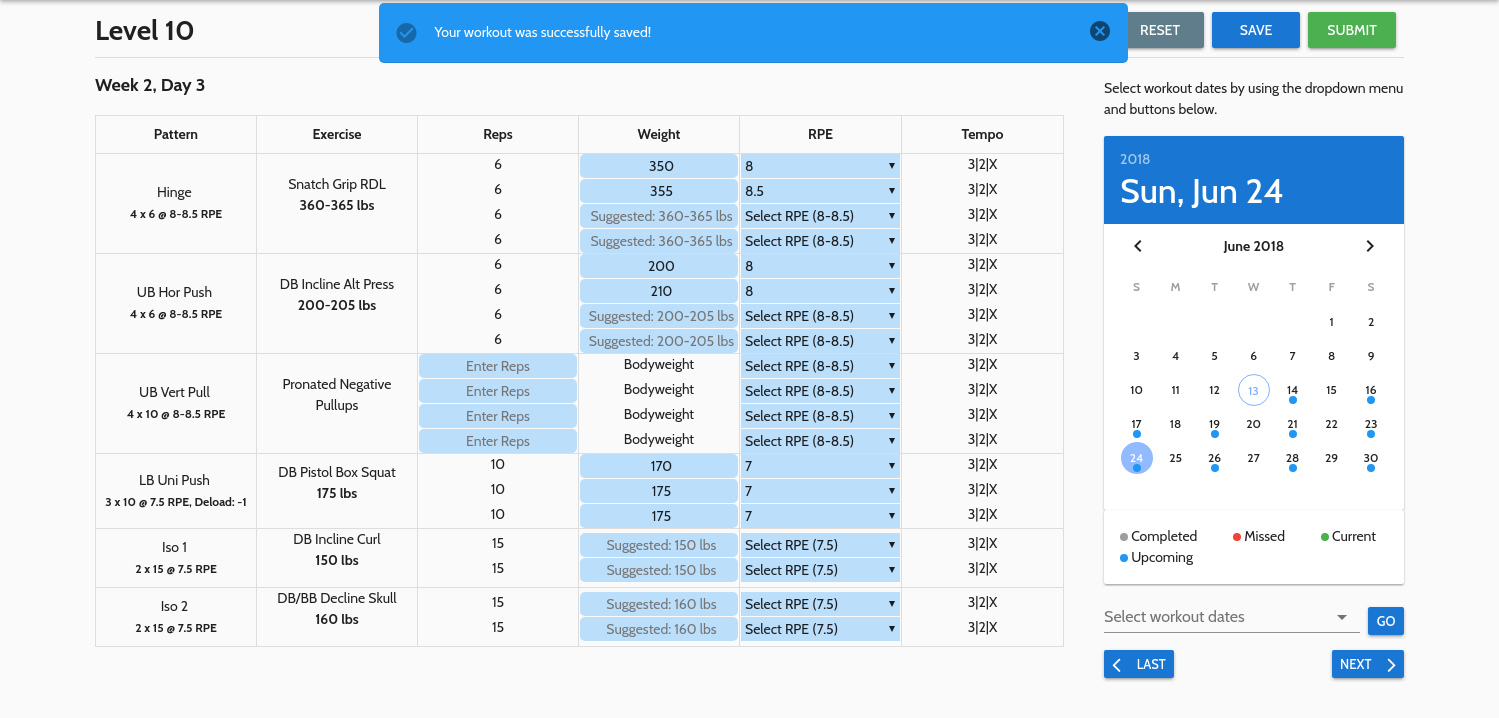 Level 10
Your workout was successfully saved!
RESET
SAVE
SUBMIT
Week 2, Day 3
Pattern Exercise Reps Weight RPE Tempo
Hinge
4 x 6 @ 8-8.5 RPE
Snatch Grip RDL
360-365 lbs
6 350 8 3|2|X
6 355 8.5 3|2|X
6 Suggested: 360-365 lbs Select RPE (8-8.5) 3|2|X
6 Suggested: 360-365 lbs Select RPE (8-8.5) 3|2|X
UB Hor Push
4 x 6 @ 8-8.5 RPE
DB Incline Alt Press
200-205 lbs
6 200 8 3|2|X
6 210 8 3|2|X
6 Suggested: 200-205 lbs Select RPE (8-8.5) 3|2|X
6 Suggested: 200-205 lbs Select RPE (8-8.5) 3|2|X
UB Vert Pull
4 x 10 @ 8-8.5 RPE
Pronated Negative
Pullups
Enter Reps Bodyweight Select RPE (8-8.5) 3|2|X
Enter Reps Bodyweight Select RPE (8-8.5) 3|2|X
Enter Reps Bodyweight Select RPE (8-8.5) 3|2|X
Enter Reps Bodyweight Select RPE (8-8.5) 3|2|X
LB Uni Push
3 x 10 @ 7.5 RPE, Deload: -1
DB Pistol Box Squat
175 lbs
10 170 7 3|2|X
10 175 7 3|2|X
10 175 7 3|2|X
Iso 1
2 x 15 @ 7.5 RPE
DB Incline Curl
150 lbs
15 Suggested: 150 lbs Select RPE (7.5) 3|2|X
15 Suggested: 150 lbs Select RPE (7.5) 3|2|X
Iso 2
2 x 15 @ 7.5 RPE
DB/BB Decline Skull
160 lbs
15 Suggested: 160 lbs Select RPE (7.5) 3|2|X
15 Suggested: 160 lbs Select RPE (7.5) 3|2|X
Select workout dates by using the dropdown menu
and buttons below.
2018
Sun, Jun 24
June 2018
S M T W T F S
1 2
3 4 5 6 7 8 9
10 11 12 13 14 15 16
17 18 19 20 21 22 23
24 25 26 27 28 29 30
Completed Missed Current
Upcoming
Select workout dates
GO
LAST
NEXT